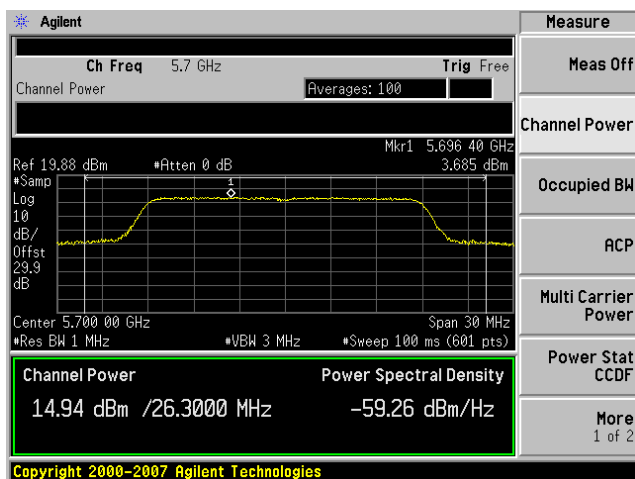 Agilent
Measure
Ch Freq 5.7 GHz Trig Free
Channel Power Averages: 100
Mkr1 5.696 40 GHz
Ref 19.88 dBm #Atten 0 dB 3.685 dBm
#Samp
Log
10
dB/
Offst
29.9
dB
1
Center 5.700 00 GHz Span 30 MHz
#Res BW 1 MHz #VBW 3 MHz #Sweep 100 ms (601 pts)
Channel Power Power Spectral Density
14.94 dBm /26.3000 MHz -59.26 dBm/Hz
Copyright 2000-2007 Agilent Technologies
Meas Off
Channel Power
Occupied BW
ACP
Multi Carrier
Power
Power Stat
CCDF
More
1 of 2